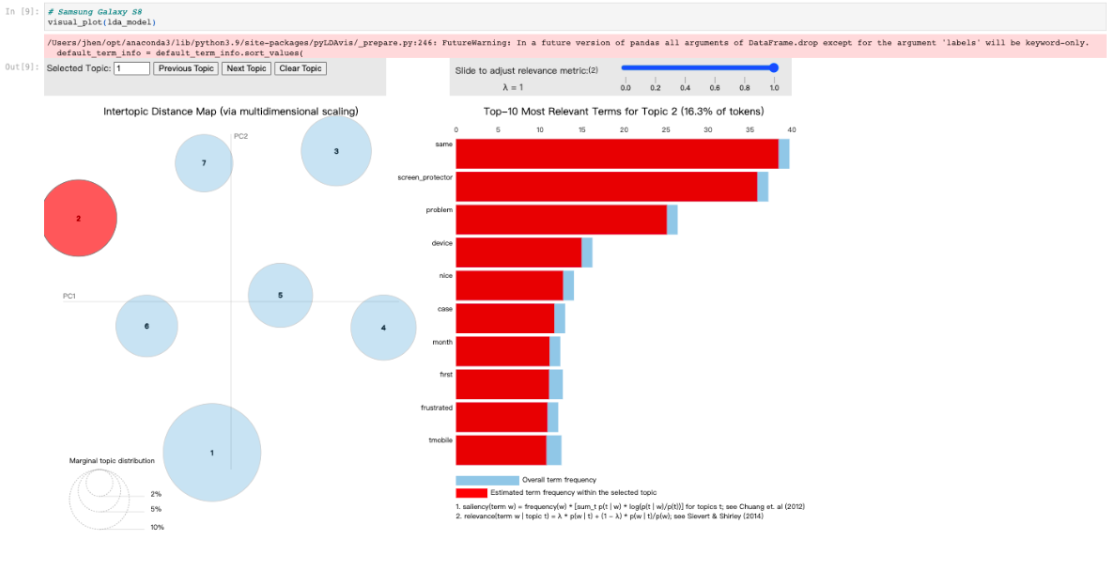 In [9]: # Samsung Galaxy S8
visual_plot(lda_model)
/Users/jhen/opt/anaconda3/lib/python3.9/site-packages/pyLDAvis/_prepare.py:246: FutureWarning: In a future version of pandas all arguments of DataFrame.drop except for the argument 'labels' will be keyword-only.
default_term_info = default_term_info.sort_values(
Out[9]: Selected Topic: 1 Previous Topic Next Topic Clear Topic
Slide to adjust relevance metric:(2)
λ = 1
0.0 0.2 0.4 0.6 0.8 1.0
Intertopic Distance Map (via multidimensional scaling)
PC2
7
3
2
5
PC1
6
4
1
Marginal topic distribution
2%
5%
10%
Top-10 Most Relevant Terms for Topic 2 (16.3% of tokens)
0 5 10 15 20 25 30 35 40
same
screen_protector
problem
device
nice
case
month
first
frustrated
tmobile
Overall term frequency
Estimated term frequency within the selected topic
1. saliency(term w) = frequency(w) * [sum_t p(t | w) * log(p(t | w)/p(t))] for topics t; see Chuang et. al (2012)
2. relevance(term w | topic t) = λ * p(w | t) + (1 - λ) * p(w | t)/p(w); see Sievert & Shirley (2014)